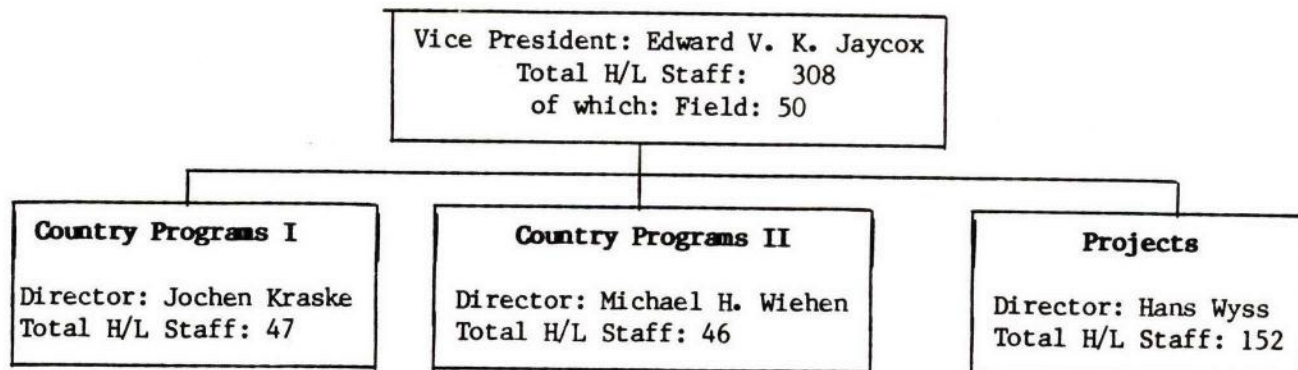 Vice President: Edward V. K. Jaycox
Total H/L Staff: 308
of which: Field: 50
Country Programs I
Director: Jochen Kraske
Total H/L Staff: 47
Country Programs II
Director: Michael H. Wiehen
Total H/L Staff: 46
Projects
Director: Hans Wyss
Total H/L Staff: 152